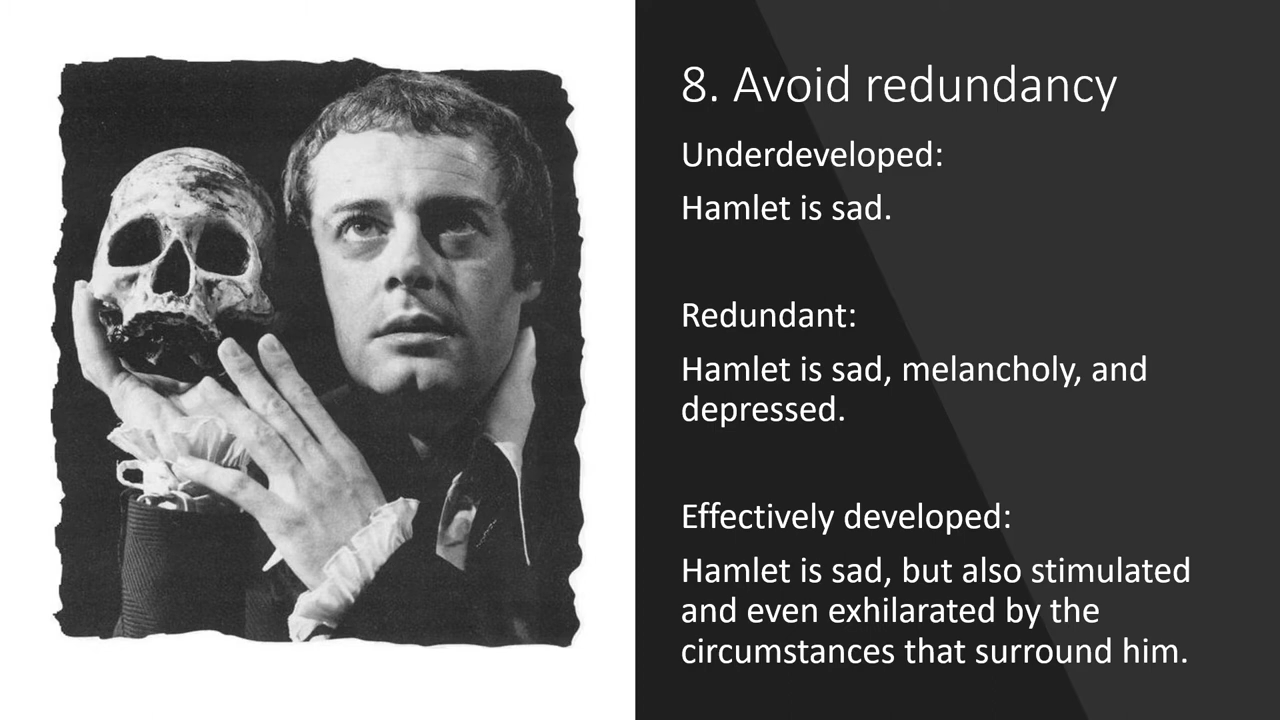 8. Avoid redundancy
Underdeveloped:
Hamlet is sad.
Redundant:
Hamlet is sad, melancholy, and
depressed.
Effectively developed:
Hamlet is sad, but also stimulated
and even exhilarated by the
circumstances that surround him.